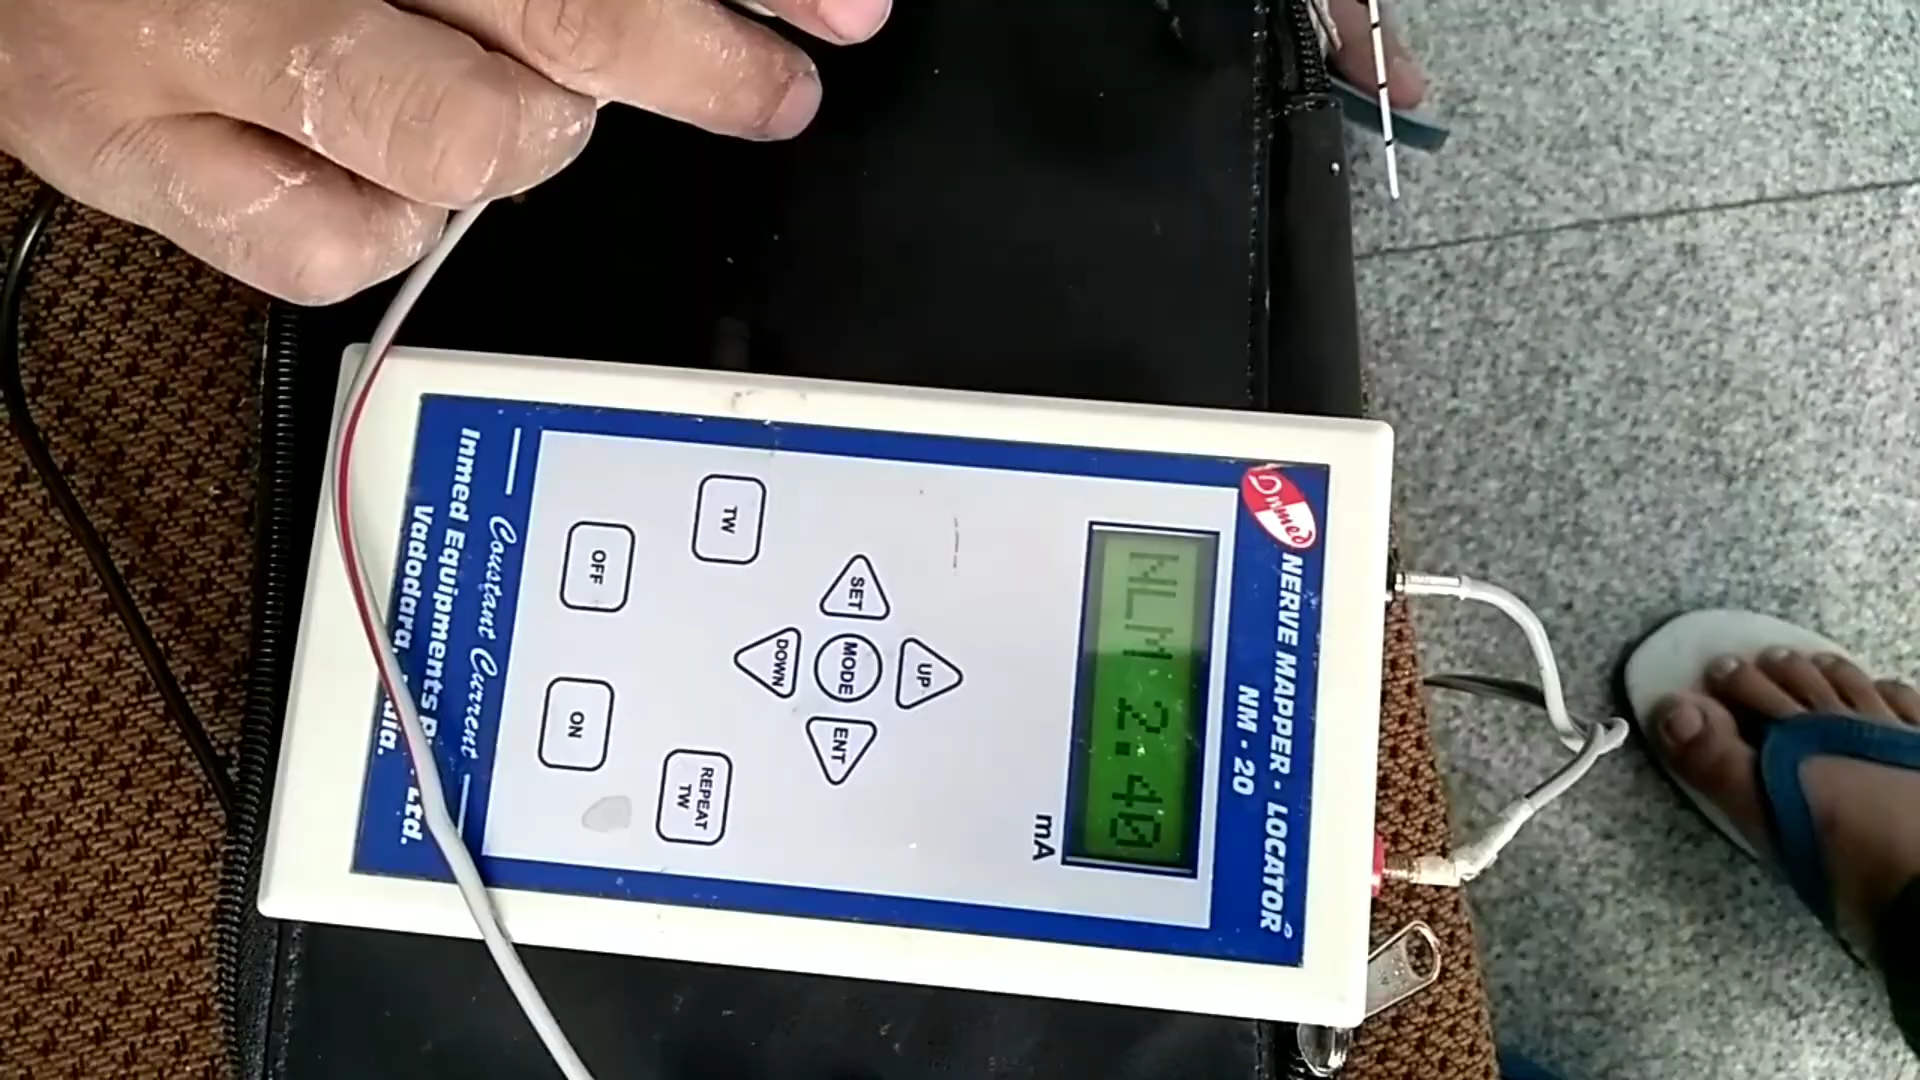 Inmed
NERVE MAPPER - LOCATOR
NM - 20
NLM 2.40
mA
UP
SET
MODE
ENT
DOWN
TW
REPEAT
TW
OFF
ON
Constant Current
Inmed Equipments Ltd.
Vadodara,